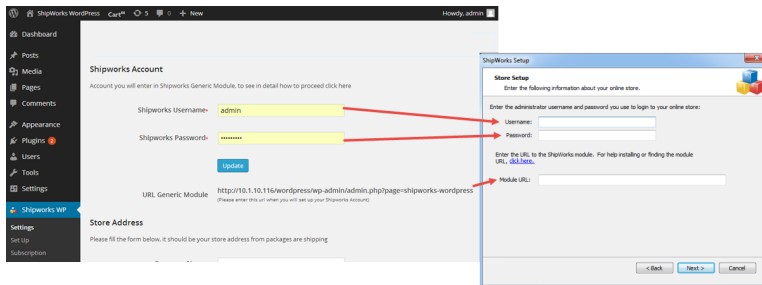 ShipWorks WordPress Cart66 5 0 + New Howdy, admin
Dashboard
Posts
Media
Pages
Comments
Appearance
Plugins 1
Users
Tools
Settings
Shipworks WP
Settings
Set Up
Subscription
Shipworks Account
Account you will enter in Shipworks Generic Module, to see in detail how to proceed click here
Shipworks Username* admin
Shipworks Password* •••••••••
Update
URL Generic Module http://10.1.10.116/wordpress/wp-admin/admin.php?page=shipworks-wordpress
(Please enter this url when you will set up your Shipworks Account)
Store Address
Please fill the form below, it should be your store address from packages are shipping
ShipWorks Setup
Store Setup
Enter the following information about your online store.
Enter the administrator username and password you use to login to your online store:
Username:
Password:
Enter the URL to the ShipWorks module. For help installing or finding the module
URL, click here.
Module URL:
< Back Next > Cancel